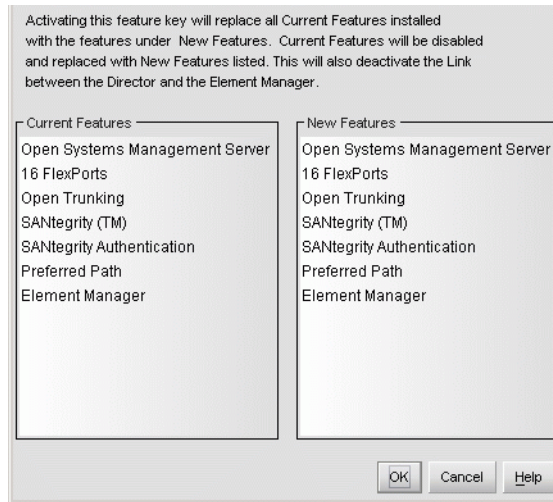 Activating this feature key will replace all Current Features installed
with the features under New Features. Current Features will be disabled
and replaced with New Features listed. This will also deactivate the Link
between the Director and the Element Manager.
Current Features
Open Systems Management Server
16 FlexPorts
Open Trunking
SANtegrity (TM)
SANtegrity Authentication
Preferred Path
Element Manager
New Features
Open Systems Management Server
16 FlexPorts
Open Trunking
SANtegrity (TM)
SANtegrity Authentication
Preferred Path
Element Manager
OK Cancel Help